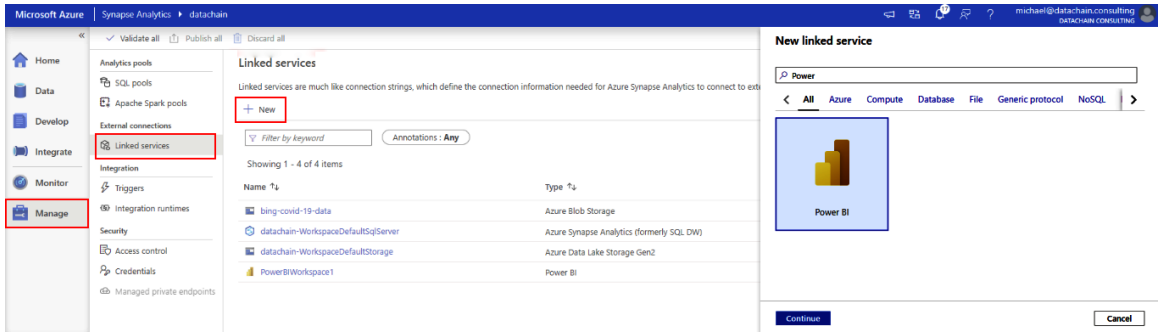 Microsoft Azure
Synapse Analytics ▸ datachain
17
?
michael@datachain.consulting
DATACHAIN CONSULTING
«
Home
Data
Develop
Integrate
Monitor
Manage
Validate all
Publish all
Discard all
Analytics pools
SQL pools
Apache Spark pools
External connections
Linked services
Integration
Triggers
Integration runtimes
Security
Access control
Credentials
Managed private endpoints
Linked services
Linked services are much like connection strings, which define the connection information needed for Azure Synapse Analytics to connect to exte
+ New
Filter by keyword
Annotations : Any
Showing 1 - 4 of 4 items
Name ↑↓ Type ↑↓
bing-covid-19-data Azure Blob Storage
datachain-WorkspaceDefaultSqlServer Azure Synapse Analytics (formerly SQL DW)
datachain-WorkspaceDefaultStorage Azure Data Lake Storage Gen2
PowerBIWorkspace1 Power BI
New linked service
Power
All Azure Compute Database File Generic protocol NoSQL
Power BI
Continue
Cancel